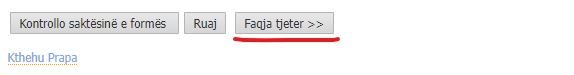 Kontrollo saktësinë e formës Ruaj Faqja tjeter >>
Kthehu Prapa